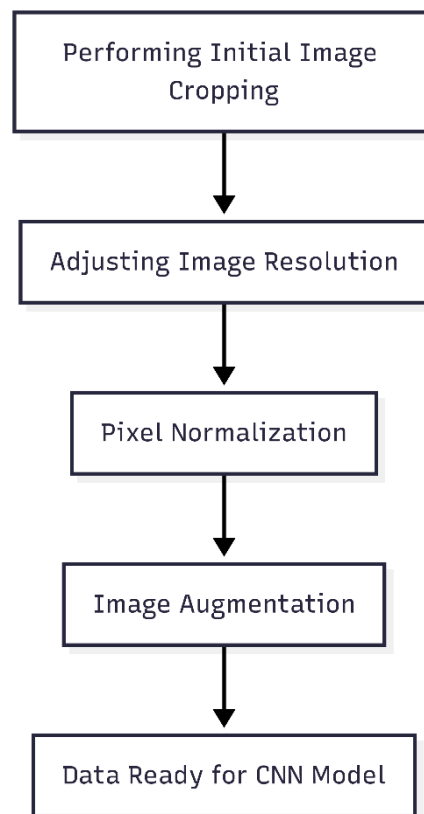 Performing Initial Image
Cropping
Adjusting Image Resolution
Pixel Normalization
Image Augmentation
Data Ready for CNN Model